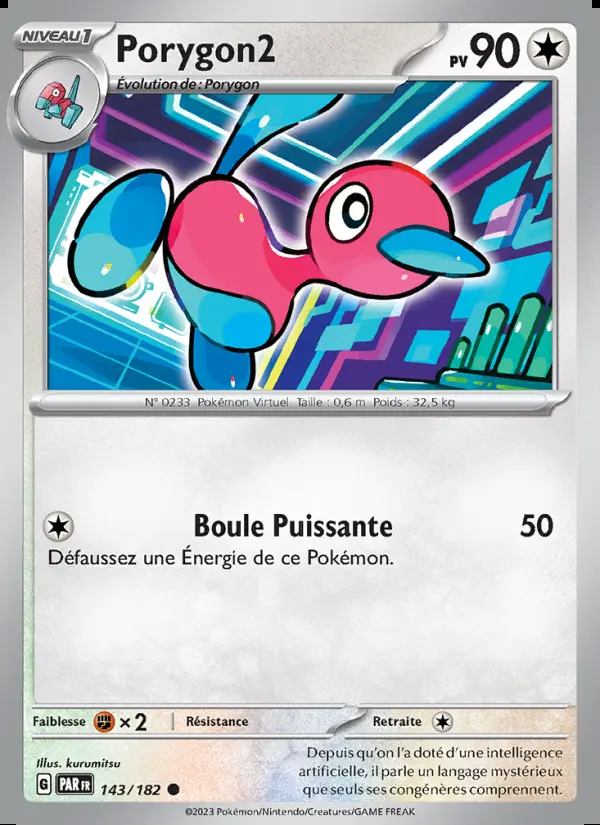 NIVEAU 1
Porygon2
PV 90
Évolution de : Porygon
N° 0233 Pokémon Virtuel Taille : 0,6 m Poids : 32,5 kg
Boule Puissante 50
Défaussez une Énergie de ce Pokémon.
Faiblesse ×2 Résistance Retraite
Illus. kurumitsu
Depuis qu'on l'a doté d'une intelligence
artificielle, il parle un langage mystérieux
que seuls ses congénères comprennent.
G PAR FR 143/182
©2023 Pokémon/Nintendo/Creatures/GAME FREAK